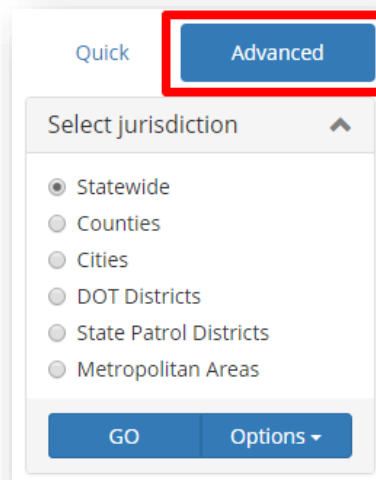 Quick Advanced
Select jurisdiction
Statewide
Counties
Cities
DOT Districts
State Patrol Districts
Metropolitan Areas
GO Options